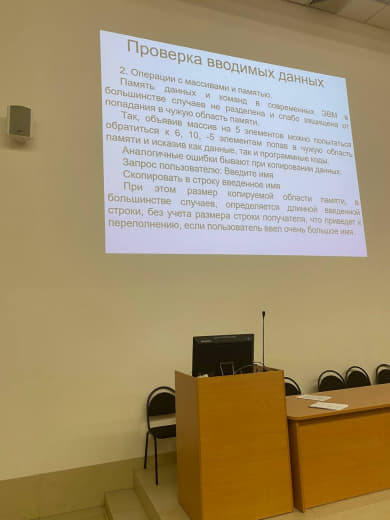 Проверка вводимых данных
2. Операции с массивами и памятью.
Память данных и команд в современных ЭВМ в
большинстве случаев не разделена и слабо защищена от
попадания в чужую область памяти.
Так, объявив массив на 5 элементов можно попытаться
обратиться к 6, 10, -5 элементам попав в чужую область
памяти и исказив как данные, так и программные коды.
Аналогичные ошибки бывают при копировании данных:
Запрос пользователю: Введите имя
Скопировать в строку введенное имя
При этом размер копируемой области памяти, в
большинстве случаев, определяется длинной введенной
строки, без учета размера строки получателя, что приведет к
переполнению, если пользователь ввел очень большое имя.